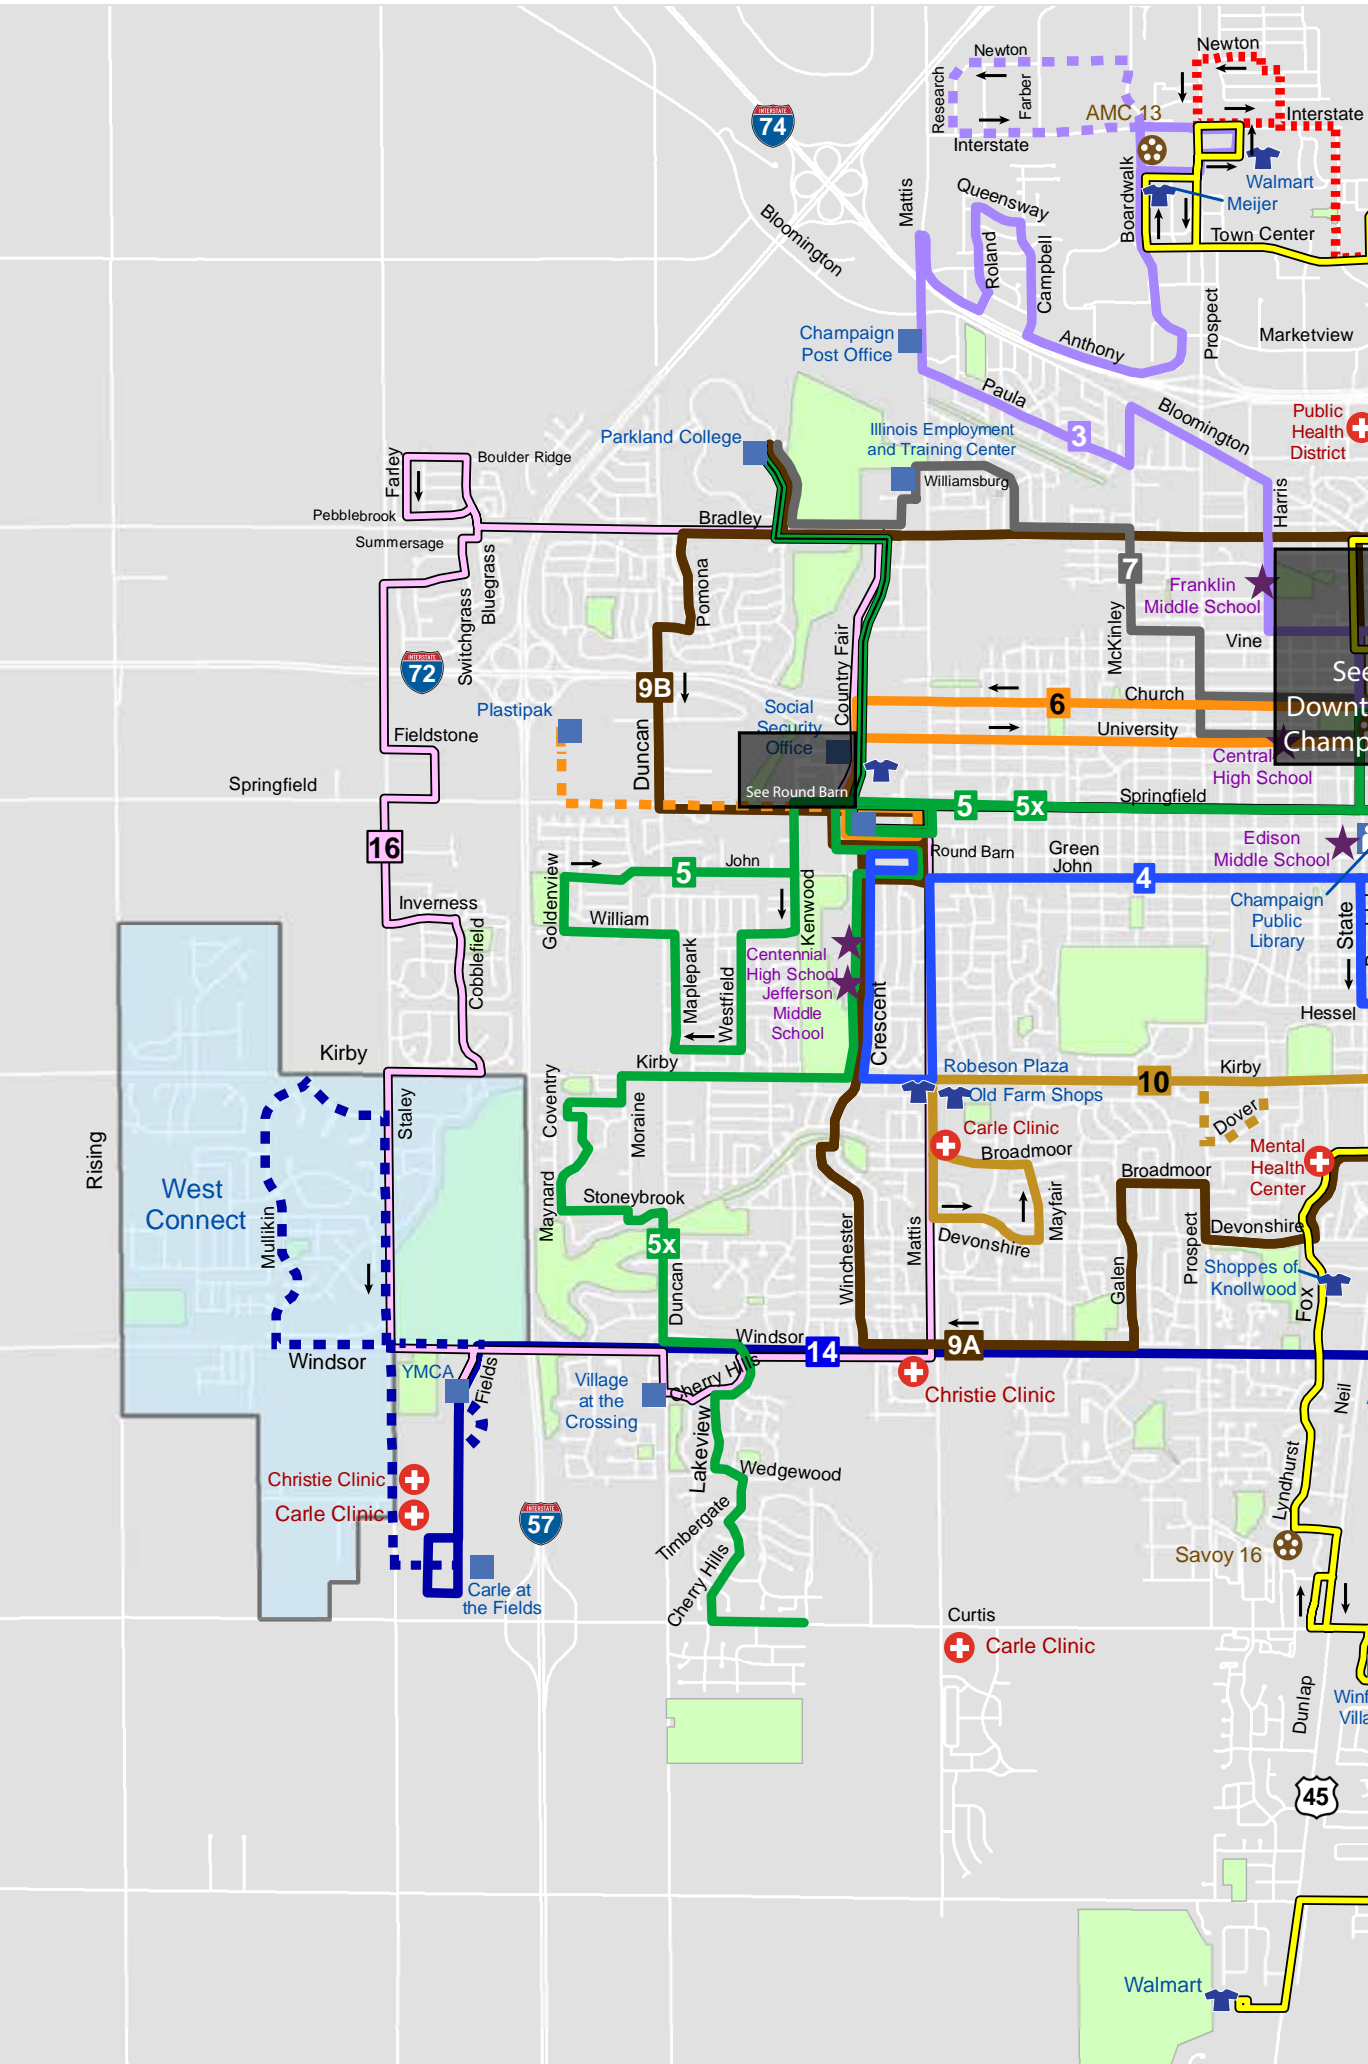 Newton
Newton
INTERSTATE
74
Research
Farber
AMC 13
Interstate
Interstate
Walmart
Meijer
Boardwalk
Town Center
Mattis
Queensway
Roland
Campbell
Bloomington
Prospect
Marketview
Champaign
Post Office
Anthony
Paula
Bloomington
Public
Health
District
3
Illinois Employment
and Training Center
Parkland College
Williamsburg
Harris
Farley
Boulder Ridge
Pebblebrook
Bradley
Summersage
Bluegrass
Switchgrass
Pomona
7
Franklin
Middle School
McKinley
Vine
Country Fair
INTERSTATE
72
9B
Church
6
University
See
Downt
Champ
Plastipak
Social
Security
Office
Fieldstone
Duncan
Central
High School
Springfield
See Round Barn
5
5x
Springfield
16
Round Barn
Green
John
Edison
Middle School
John
5
4
Goldenview
William
Kenwood
Champaign
Public
Library
State
Inverness
Cobblefield
Maplepark
Westfield
Centennial
High School
Jefferson
Middle
School
Crescent
Hessel
Kirby
Kirby
Robeson Plaza
10
Kirby
Old Farm Shops
Coventry
Moraine
Staley
Dover
Rising
Carle Clinic
Broadmoor
Mental
Health
Center
Broadmoor
West
Connect
Mullikin
Maynard
Stoneybrook
5x
Mayfair
Devonshire
Winchester
Mattis
Prospect
Devonshire
Galen
Duncan
Shoppes of
Knollwood
Fox
Windsor
Windsor
14
9A
YMCA
Fields
Cherry Hills
Village
at the
Crossing
Christie Clinic
Neil
Lakeview
Wedgewood
Christie Clinic
Carle Clinic
Lyndhurst
INTERSTATE
57
Timbergate
Savoy 16
Cherry Hills
Carle at
the Fields
Curtis
Carle Clinic
Dunlap
Winf
Villa
45
Walmart